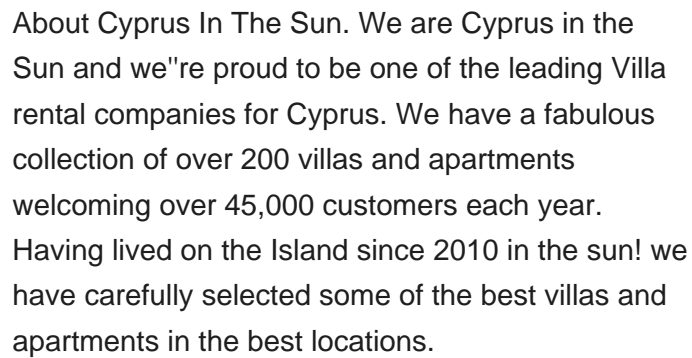 About Cyprus In The Sun. We are Cyprus in the
Sun and we"re proud to be one of the leading Villa
rental companies for Cyprus. We have a fabulous
collection of over 200 villas and apartments
welcoming over 45,000 customers each year.
Having lived on the Island since 2010 in the sun! we
have carefully selected some of the best villas and
apartments in the best locations.